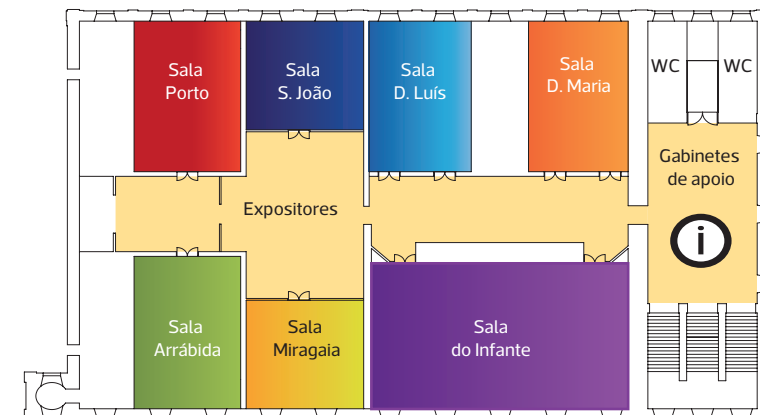 Sala
Porto
Sala
S. João
Sala
D. Luís
Sala
D. Maria
WC
WC
Gabinetes
de apoio
i
Expositores
Sala
Arrábida
Sala
Miragaia
Sala
do Infante